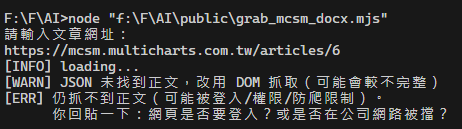 F:\F\AI>node "f:\F\AI\public\grab_mcsm_docx.mjs"
請輸入文章網址：
https://mcsm.multicharts.com.tw/articles/6
[INFO] loading...
[WARN] JSON 未找到正文，改用 DOM 抓取（可能會較不完整）
[ERR] 仍抓不到正文（可能被登入/權限/防爬限制）。
你回貼一下：網頁是否要登入？或是否在公司網路被擋？